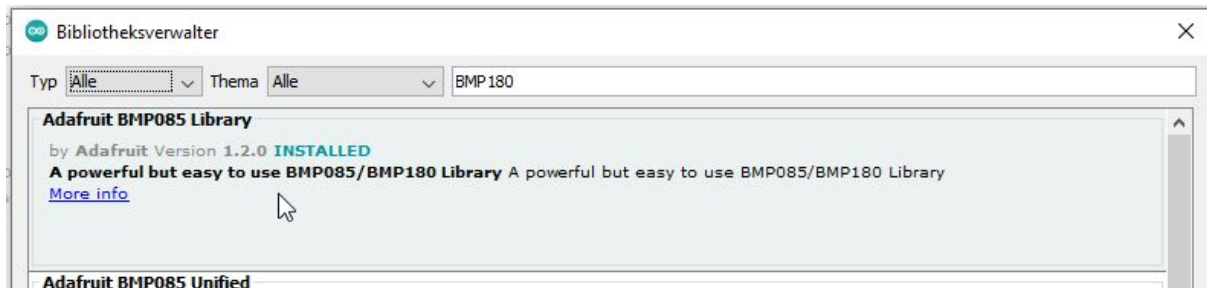 Bibliotheksverwalter
Typ Alle Thema Alle BMP180
Adafruit BMP085 Library
by Adafruit Version 1.2.0 INSTALLED
A powerful but easy to use BMP085/BMP180 Library A powerful but easy to use BMP085/BMP180 Library
More info
Adafruit BMP085 Unified